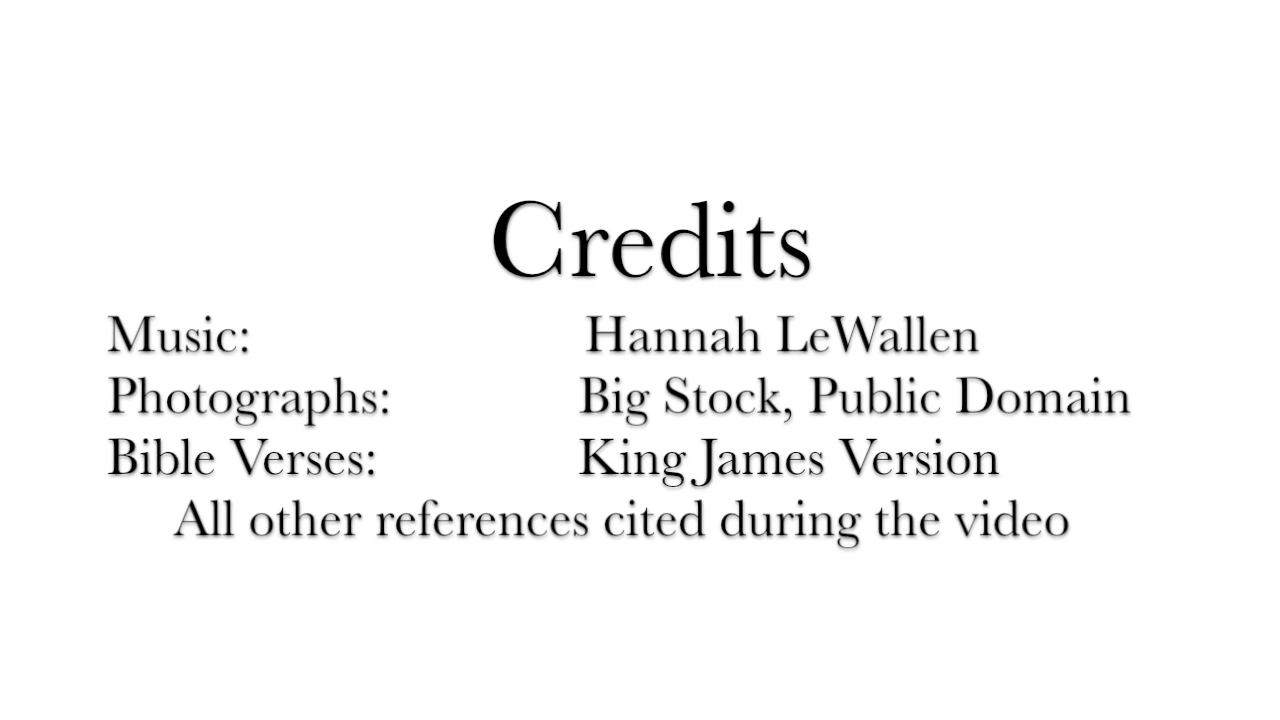 Credits
Music: Hannah LeWallen
Photographs: Big Stock, Public Domain
Bible Verses: King James Version
All other references cited during the video